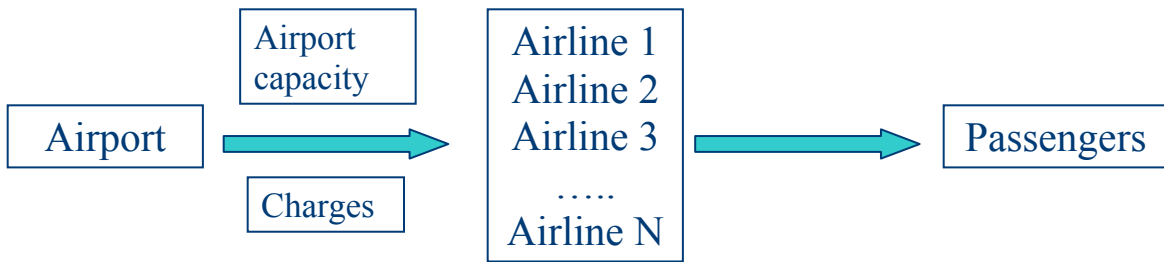 Airport
Airport
capacity
Charges
Airline 1
Airline 2
Airline 3
…..
Airline N
Passengers